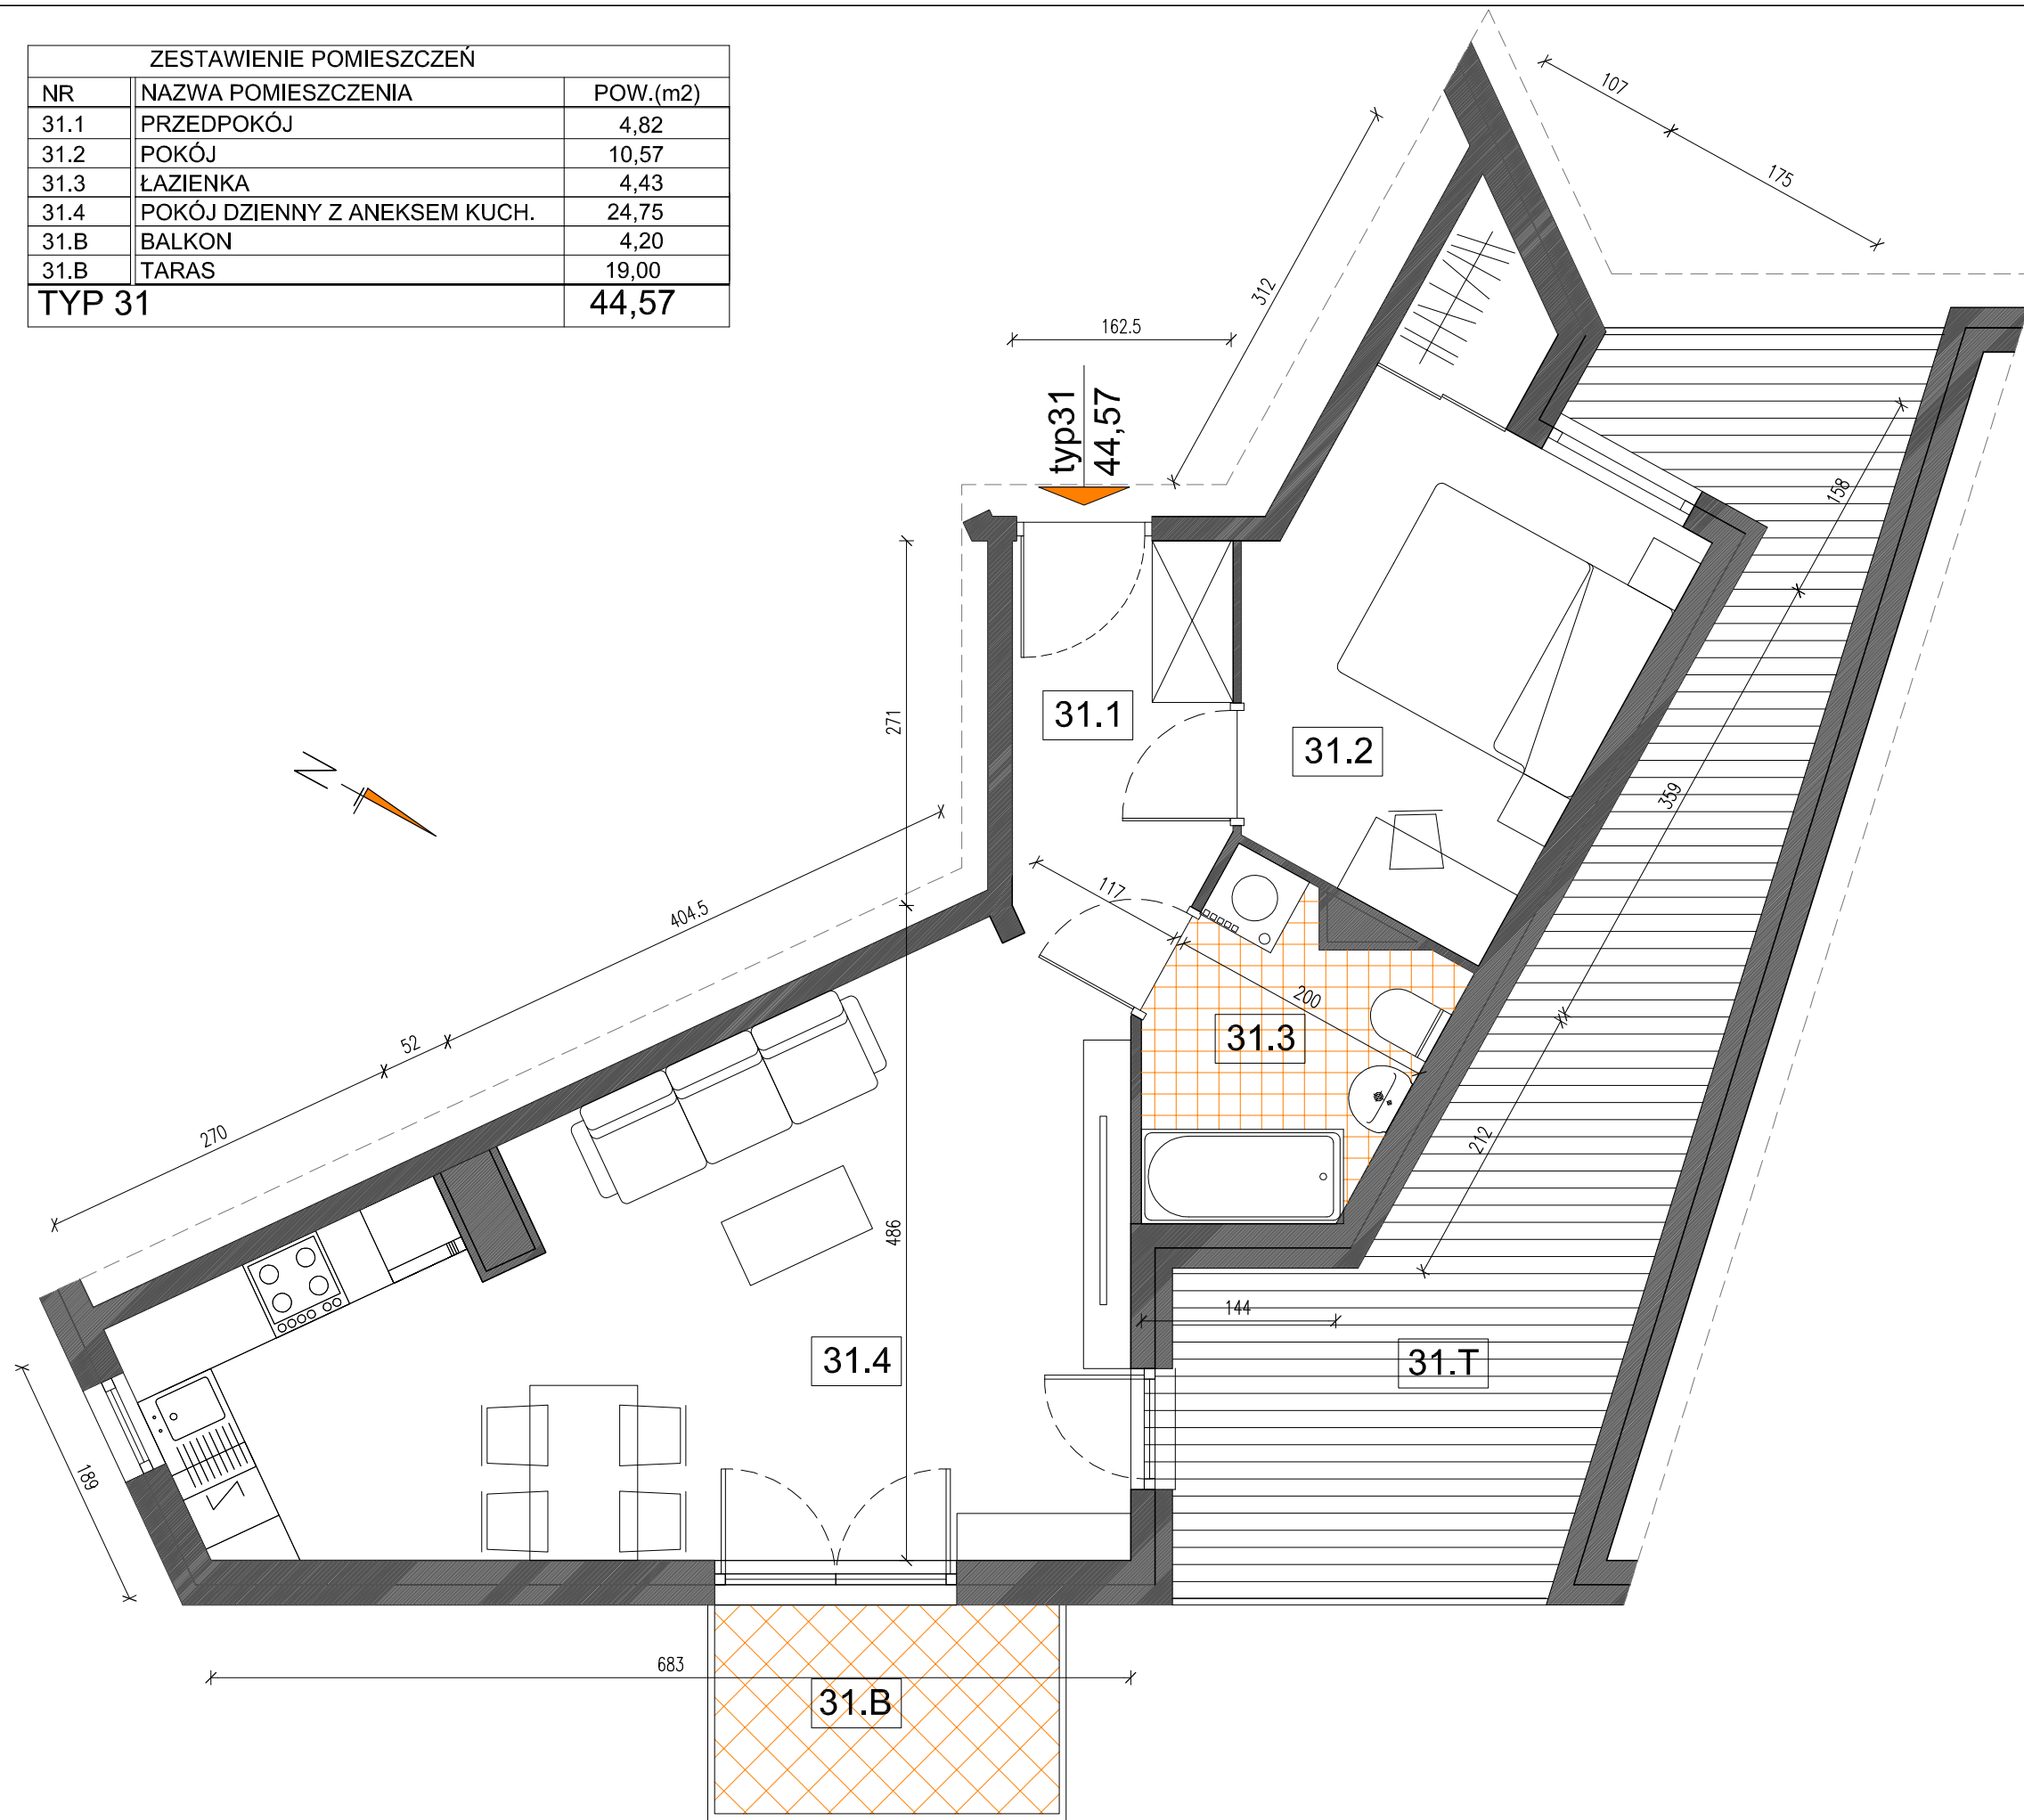 ZESTAWIENIE POMIESZCZEŃ
NR NAZWA POMIESZCZENIA POW.(m2)
31.1 PRZEDPOKÓJ 4,82
31.2 POKÓJ 10,57
31.3 ŁAZIENKA 4,43
31.4 POKÓJ DZIENNY Z ANEKSEM KUCH. 24,75
31.B BALKON 4,20
31.B TARAS 19,00
TYP 31 44,57
107
175
312
162.5
typ31
44,57
158
271
31.1
31.2
N
359
117
404.5
200
52
31.3
270
212
486
144
31.4
31.T
189
683
31.B